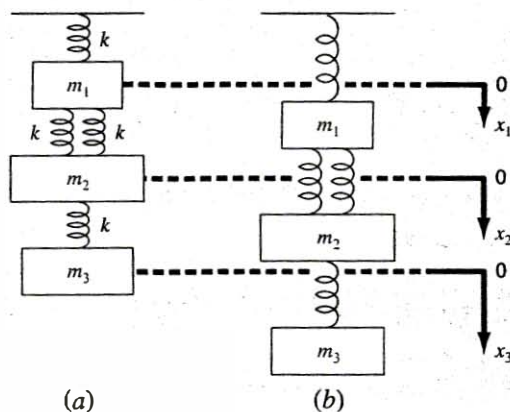 k
m₁ 0
m₁ x₁
k k
m₂ 0
k m₂ x₂
m₃ 0
m₃ x₃
(a) (b)